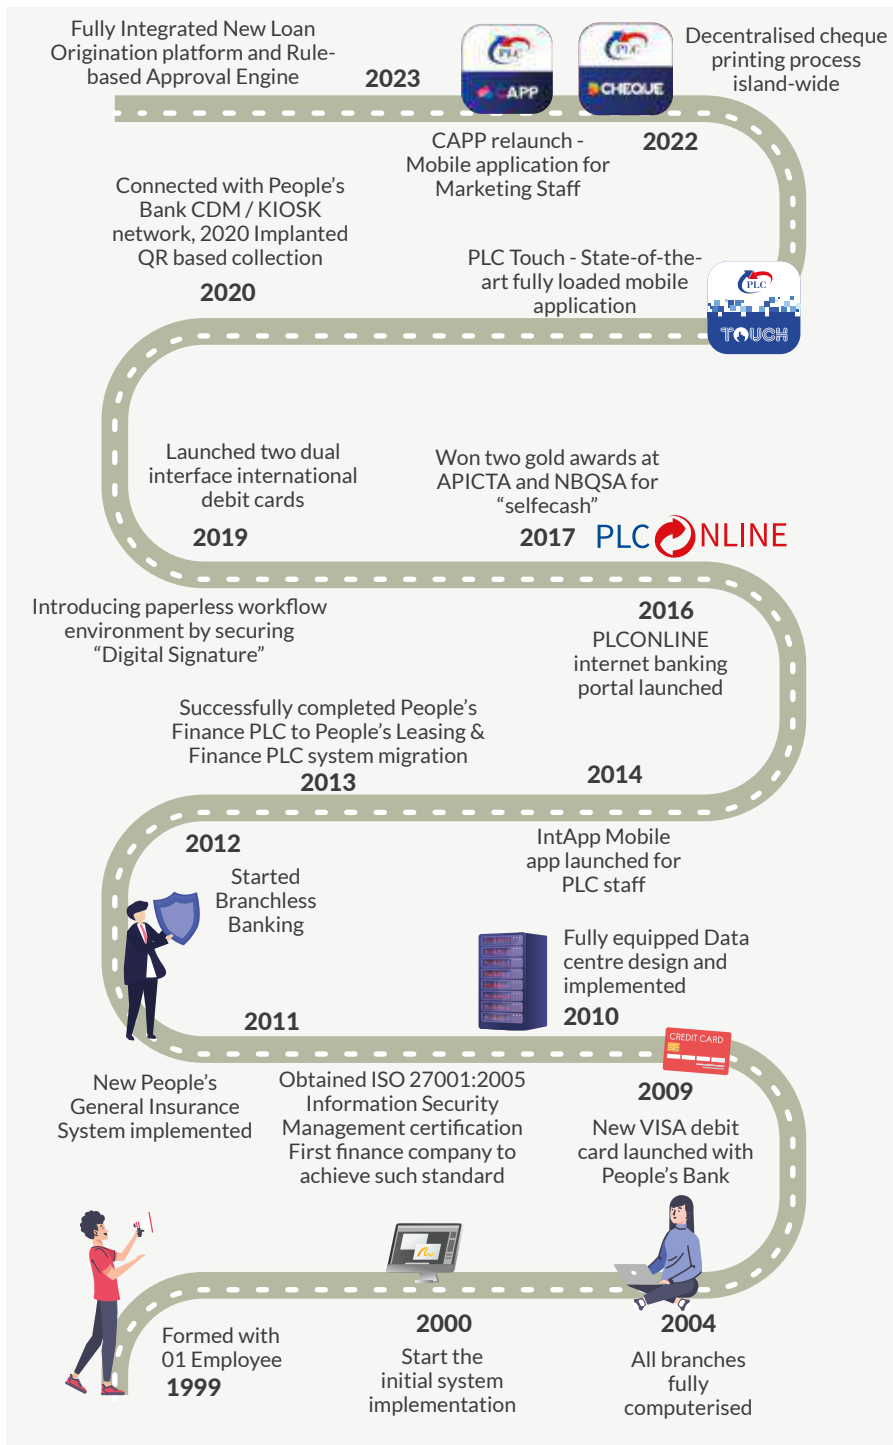 Fully Integrated New Loan
Origination platform and Rule-
based Approval Engine
2023
PLC
CAPP
PLC
CHEQUE
Decentralised cheque
printing process
island-wide
CAPP relaunch -
Mobile application for
Marketing Staff
2022
Connected with People's
Bank CDM / KIOSK
network, 2020 Implanted
QR based collection
2020
PLC Touch - State-of-the-
art fully loaded mobile
application
PLC
TOUCH
Launched two dual
interface international
debit cards
2019
Won two gold awards at
APICTA and NBQSA for
“selfecash”
2017
PLC ONLINE
Introducing paperless workflow
environment by securing
“Digital Signature”
2016
PLCONLINE
internet banking
portal launched
Successfully completed People's
Finance PLC to People's Leasing &
Finance PLC system migration
2013
2014
2012
Started
Branchless
Banking
IntApp Mobile
app launched for
PLC staff
Fully equipped Data
centre design and
implemented
2010
2011
CREDIT CARD
New People's
General Insurance
System implemented
Obtained ISO 27001:2005
Information Security
Management certification
First finance company to
achieve such standard
2009
New VISA debit
card launched with
People's Bank
Formed with
01 Employee
1999
2000
Start the
initial system
implementation
2004
All branches
fully
computerised